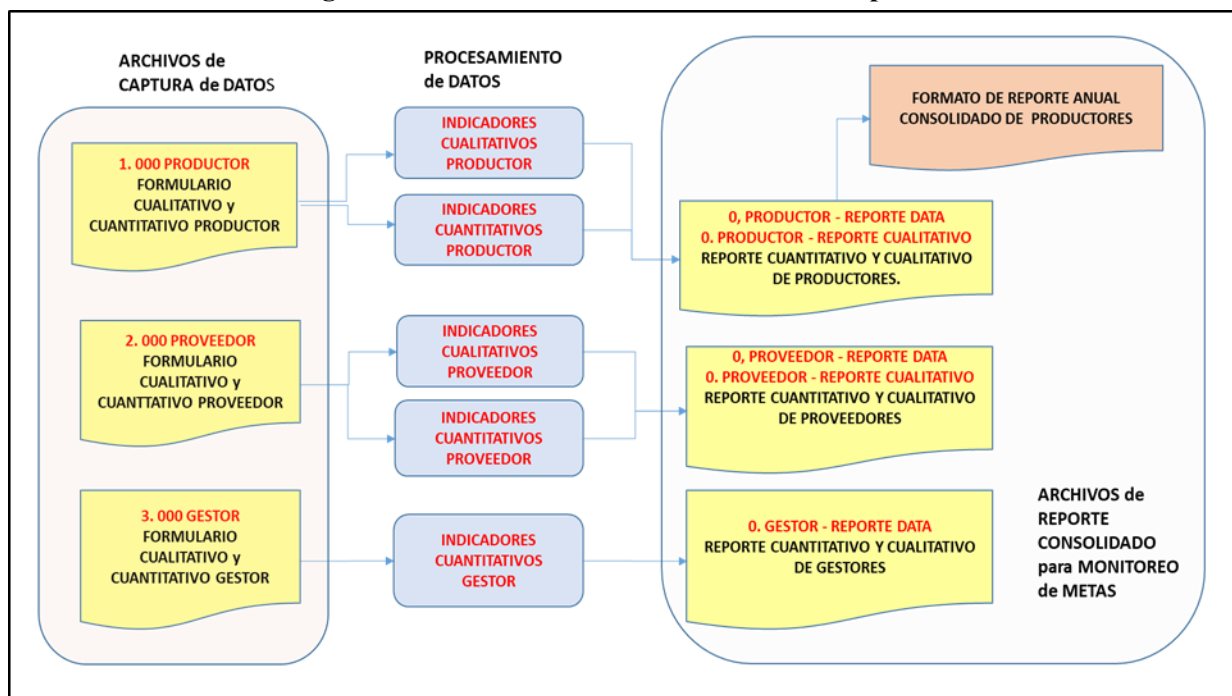 ARCHIVOS de
CAPTURA de DATOS
1. 000 PRODUCTOR
FORMULARIO
CUALITATIVO y
CUANTITATIVO PRODUCTOR
2. 000 PROVEEDOR
FORMULARIO
CUALITATIVO y
CUANTTATIVO PROVEEDOR
3. 000 GESTOR
FORMULARIO
CUALITATIVO y
CUANTITATIVO GESTOR
PROCESAMIENTO
de DATOS
INDICADORES
CUALITATIVOS
PRODUCTOR
INDICADORES
CUANTITATIVOS
PRODUCTOR
INDICADORES
CUALITATIVOS
PROVEEDOR
INDICADORES
CUANTITATIVOS
PROVEEDOR
INDICADORES
CUANTITATIVOS
GESTOR
FORMATO DE REPORTE ANUAL
CONSOLIDADO DE PRODUCTORES
0, PRODUCTOR - REPORTE DATA
0. PRODUCTOR - REPORTE CUALITATIVO
REPORTE CUANTITATIVO Y CUALITATIVO
DE PRODUCTORES.
0, PROVEEDOR - REPORTE DATA
0. PROVEEDOR - REPORTE CUALITATIVO
REPORTE CUANTITATIVO Y CUALITATIVO
DE PROVEEDORES
0. GESTOR - REPORTE DATA
REPORTE CUANTITATIVO Y CUALITATIVO
DE GESTORES
ARCHIVOS de
REPORTE
CONSOLIDADO
para MONITOREO
de METAS